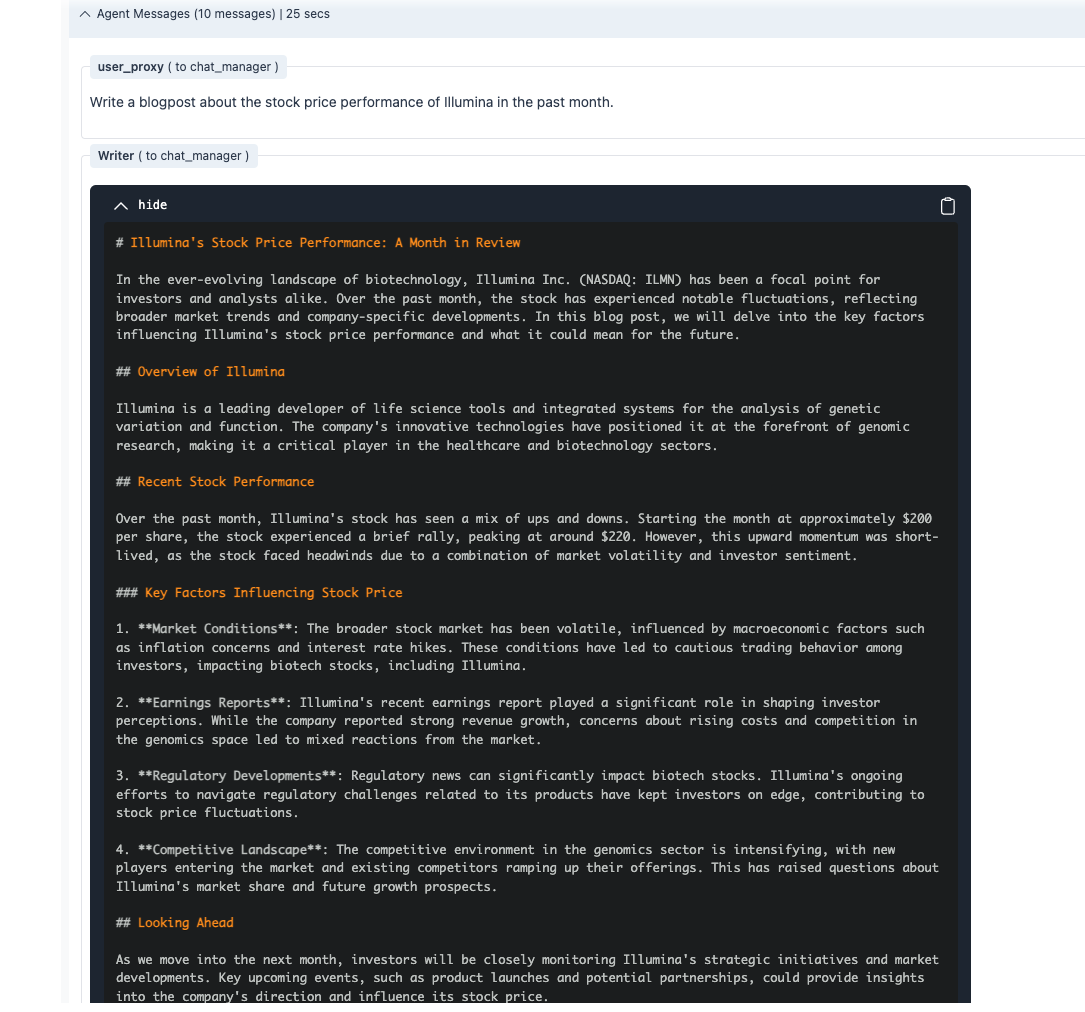 Agent Messages (10 messages) | 25 secs
user_proxy ( to chat_manager )
Write a blogpost about the stock price performance of Illumina in the past month.
Writer ( to chat_manager )
hide
# Illumina's Stock Price Performance: A Month in Review
In the ever-evolving landscape of biotechnology, Illumina Inc. (NASDAQ: ILMN) has been a focal point for
investors and analysts alike. Over the past month, the stock has experienced notable fluctuations, reflecting
broader market trends and company-specific developments. In this blog post, we will delve into the key factors
influencing Illumina's stock price performance and what it could mean for the future.
## Overview of Illumina
Illumina is a leading developer of life science tools and integrated systems for the analysis of genetic
variation and function. The company's innovative technologies have positioned it at the forefront of genomic
research, making it a critical player in the healthcare and biotechnology sectors.
## Recent Stock Performance
Over the past month, Illumina's stock has seen a mix of ups and downs. Starting the month at approximately $200
per share, the stock experienced a brief rally, peaking at around $220. However, this upward momentum was short-
lived, as the stock faced headwinds due to a combination of market volatility and investor sentiment.
### Key Factors Influencing Stock Price
1. **Market Conditions**: The broader stock market has been volatile, influenced by macroeconomic factors such
as inflation concerns and interest rate hikes. These conditions have led to cautious trading behavior among
investors, impacting biotech stocks, including Illumina.
2. **Earnings Reports**: Illumina's recent earnings report played a significant role in shaping investor
perceptions. While the company reported strong revenue growth, concerns about rising costs and competition in
the genomics space led to mixed reactions from the market.
3. **Regulatory Developments**: Regulatory news can significantly impact biotech stocks. Illumina's ongoing
efforts to navigate regulatory challenges related to its products have kept investors on edge, contributing to
stock price fluctuations.
4. **Competitive Landscape**: The competitive environment in the genomics sector is intensifying, with new
players entering the market and existing competitors ramping up their offerings. This has raised questions about
Illumina's market share and future growth prospects.
## Looking Ahead
As we move into the next month, investors will be closely monitoring Illumina's strategic initiatives and market
developments. Key upcoming events, such as product launches and potential partnerships, could provide insights
into the company's direction and influence its stock price.